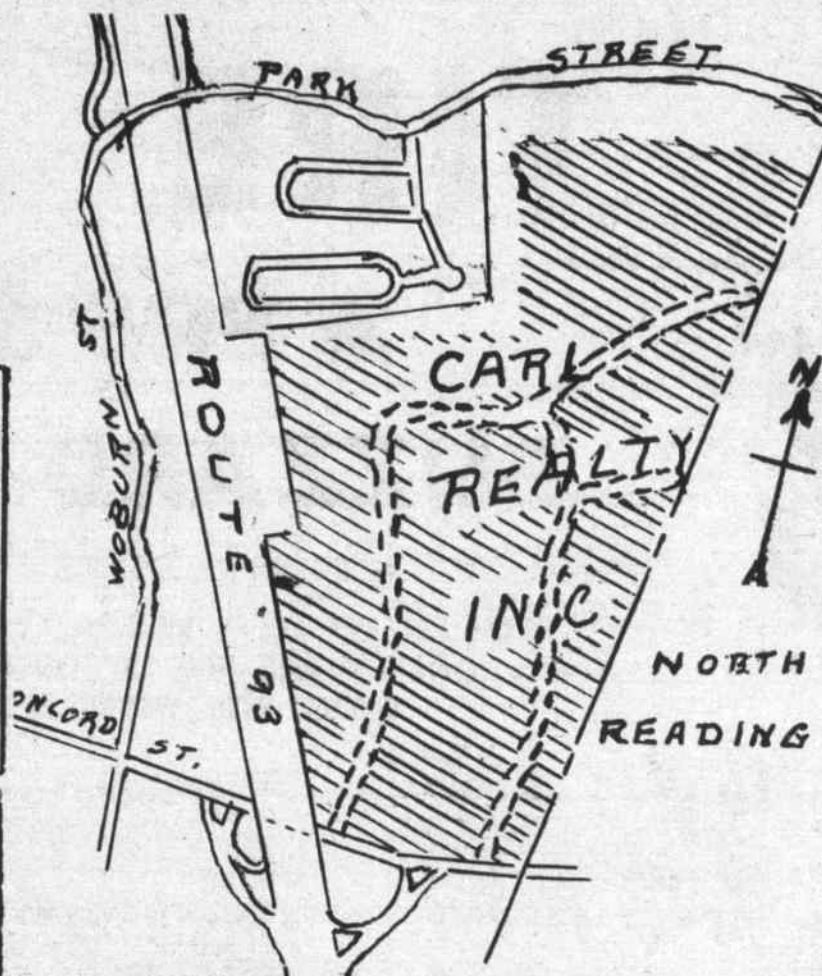 PARK STREET
CARL
REALTY
INC
N
ROUTE 93
WOBURN ST
ONCORD ST.
NORTH
READING